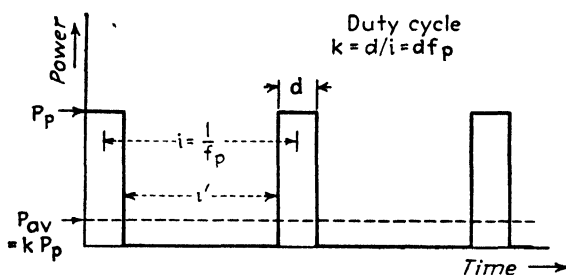 Duty cycle
k = d/i = df_p
Power
d
P_p
i = 1/f_p
i'
P_av
= k P_p
Time